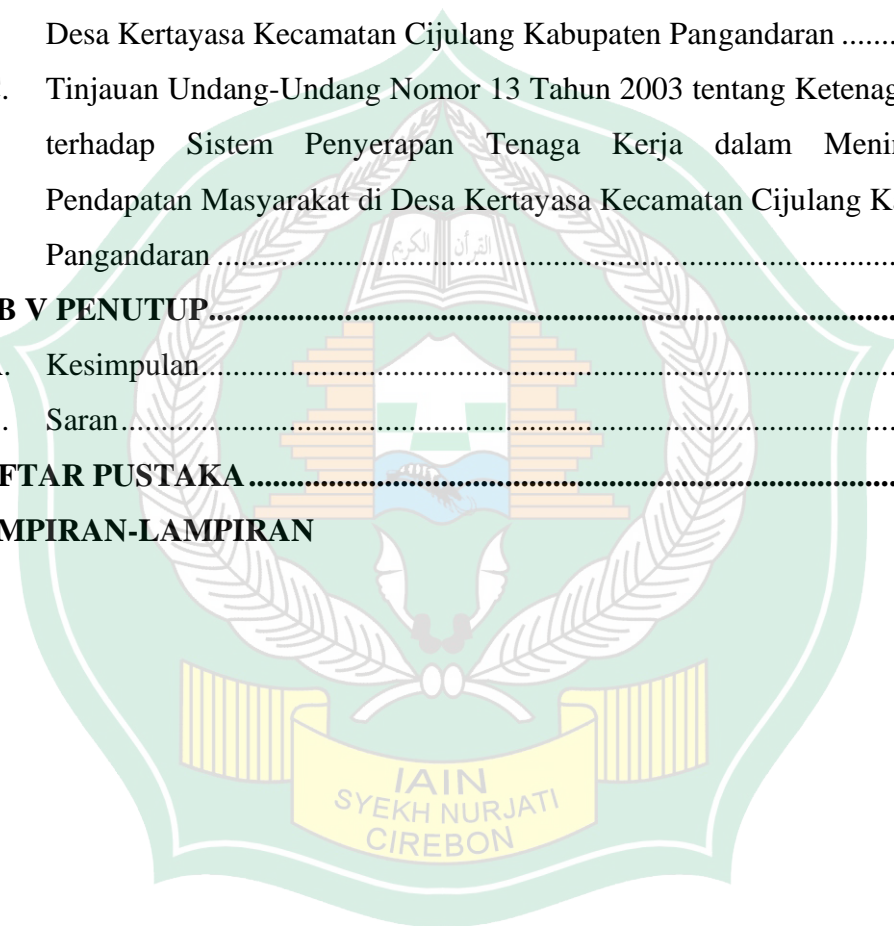 Desa Kertayasa Kecamatan Cijulang Kabupaten Pangandaran .......
. Tinjauan Undang-Undang Nomor 13 Tahun 2003 tentang Ketenag
terhadap Sistem Penyerapan Tenaga Kerja dalam Menin
Pendapatan Masyarakat di Desa Kertayasa Kecamatan Cijulang K
Pangandaran ......................................................................................
القرآن الكريم
B V PENUTUP......................................................................................
. Kesimpulan......................................................................................
. Saran......................................................................................
FTAR PUSTAKA ......................................................................................
MPIRAN-LAMPIRAN
IAIN
SYEKH NURJATI
CIREBON